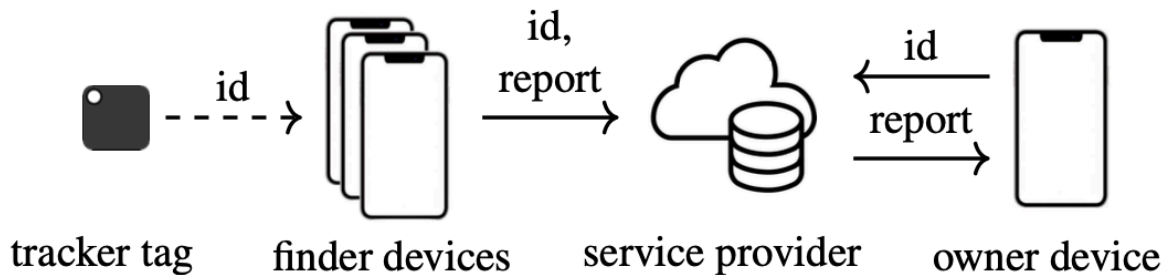 id
id,
report
id
report
tracker tag
finder devices
service provider
owner device